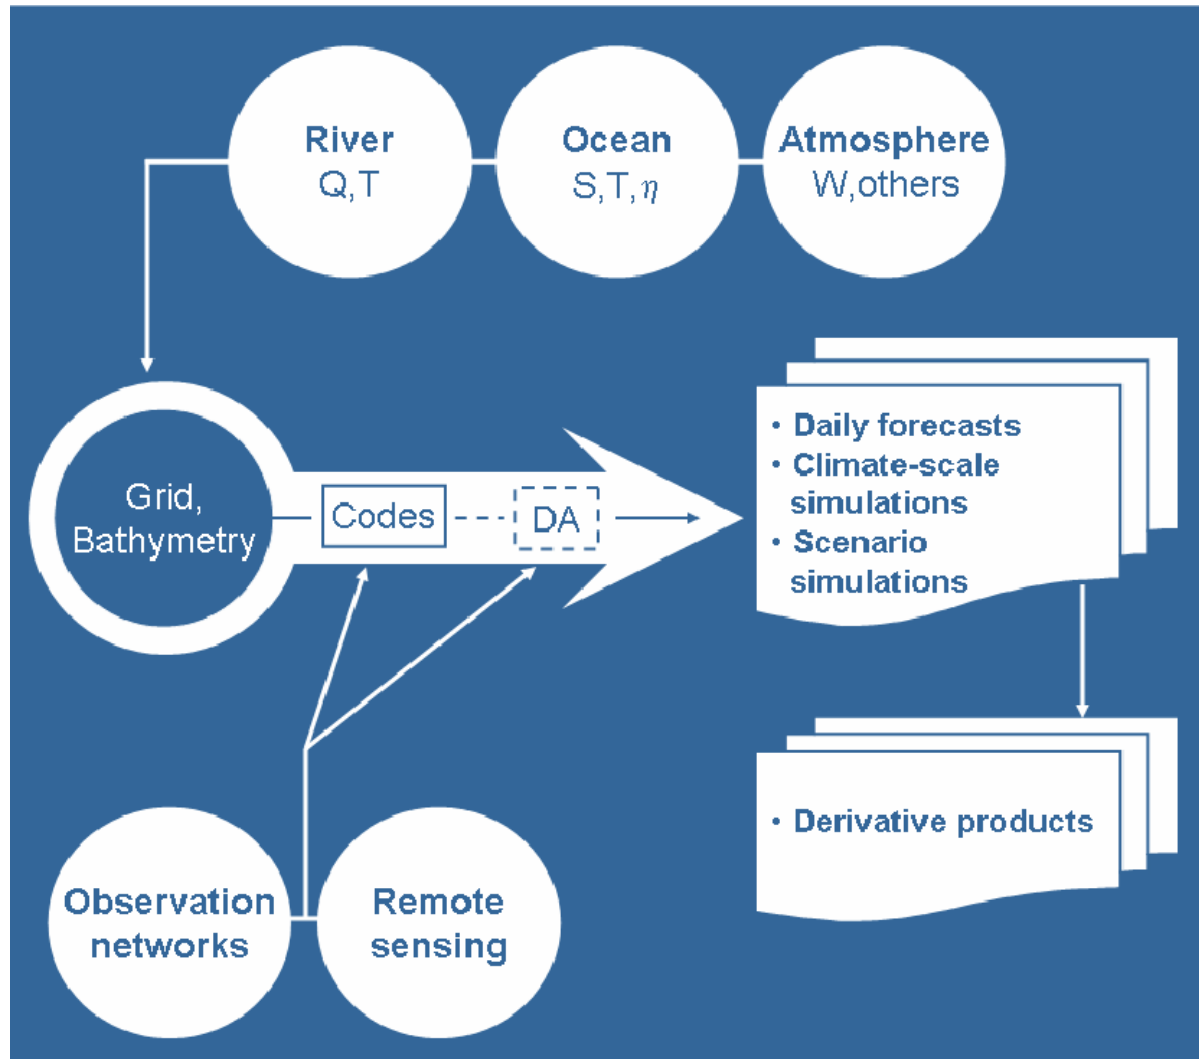 River
Q,T
Ocean
S,T,η
Atmosphere
W,others
Grid,
Bathymetry
Codes
DA
• Daily forecasts
• Climate-scale
simulations
• Scenario
simulations
• Derivative products
Observation
networks
Remote
sensing